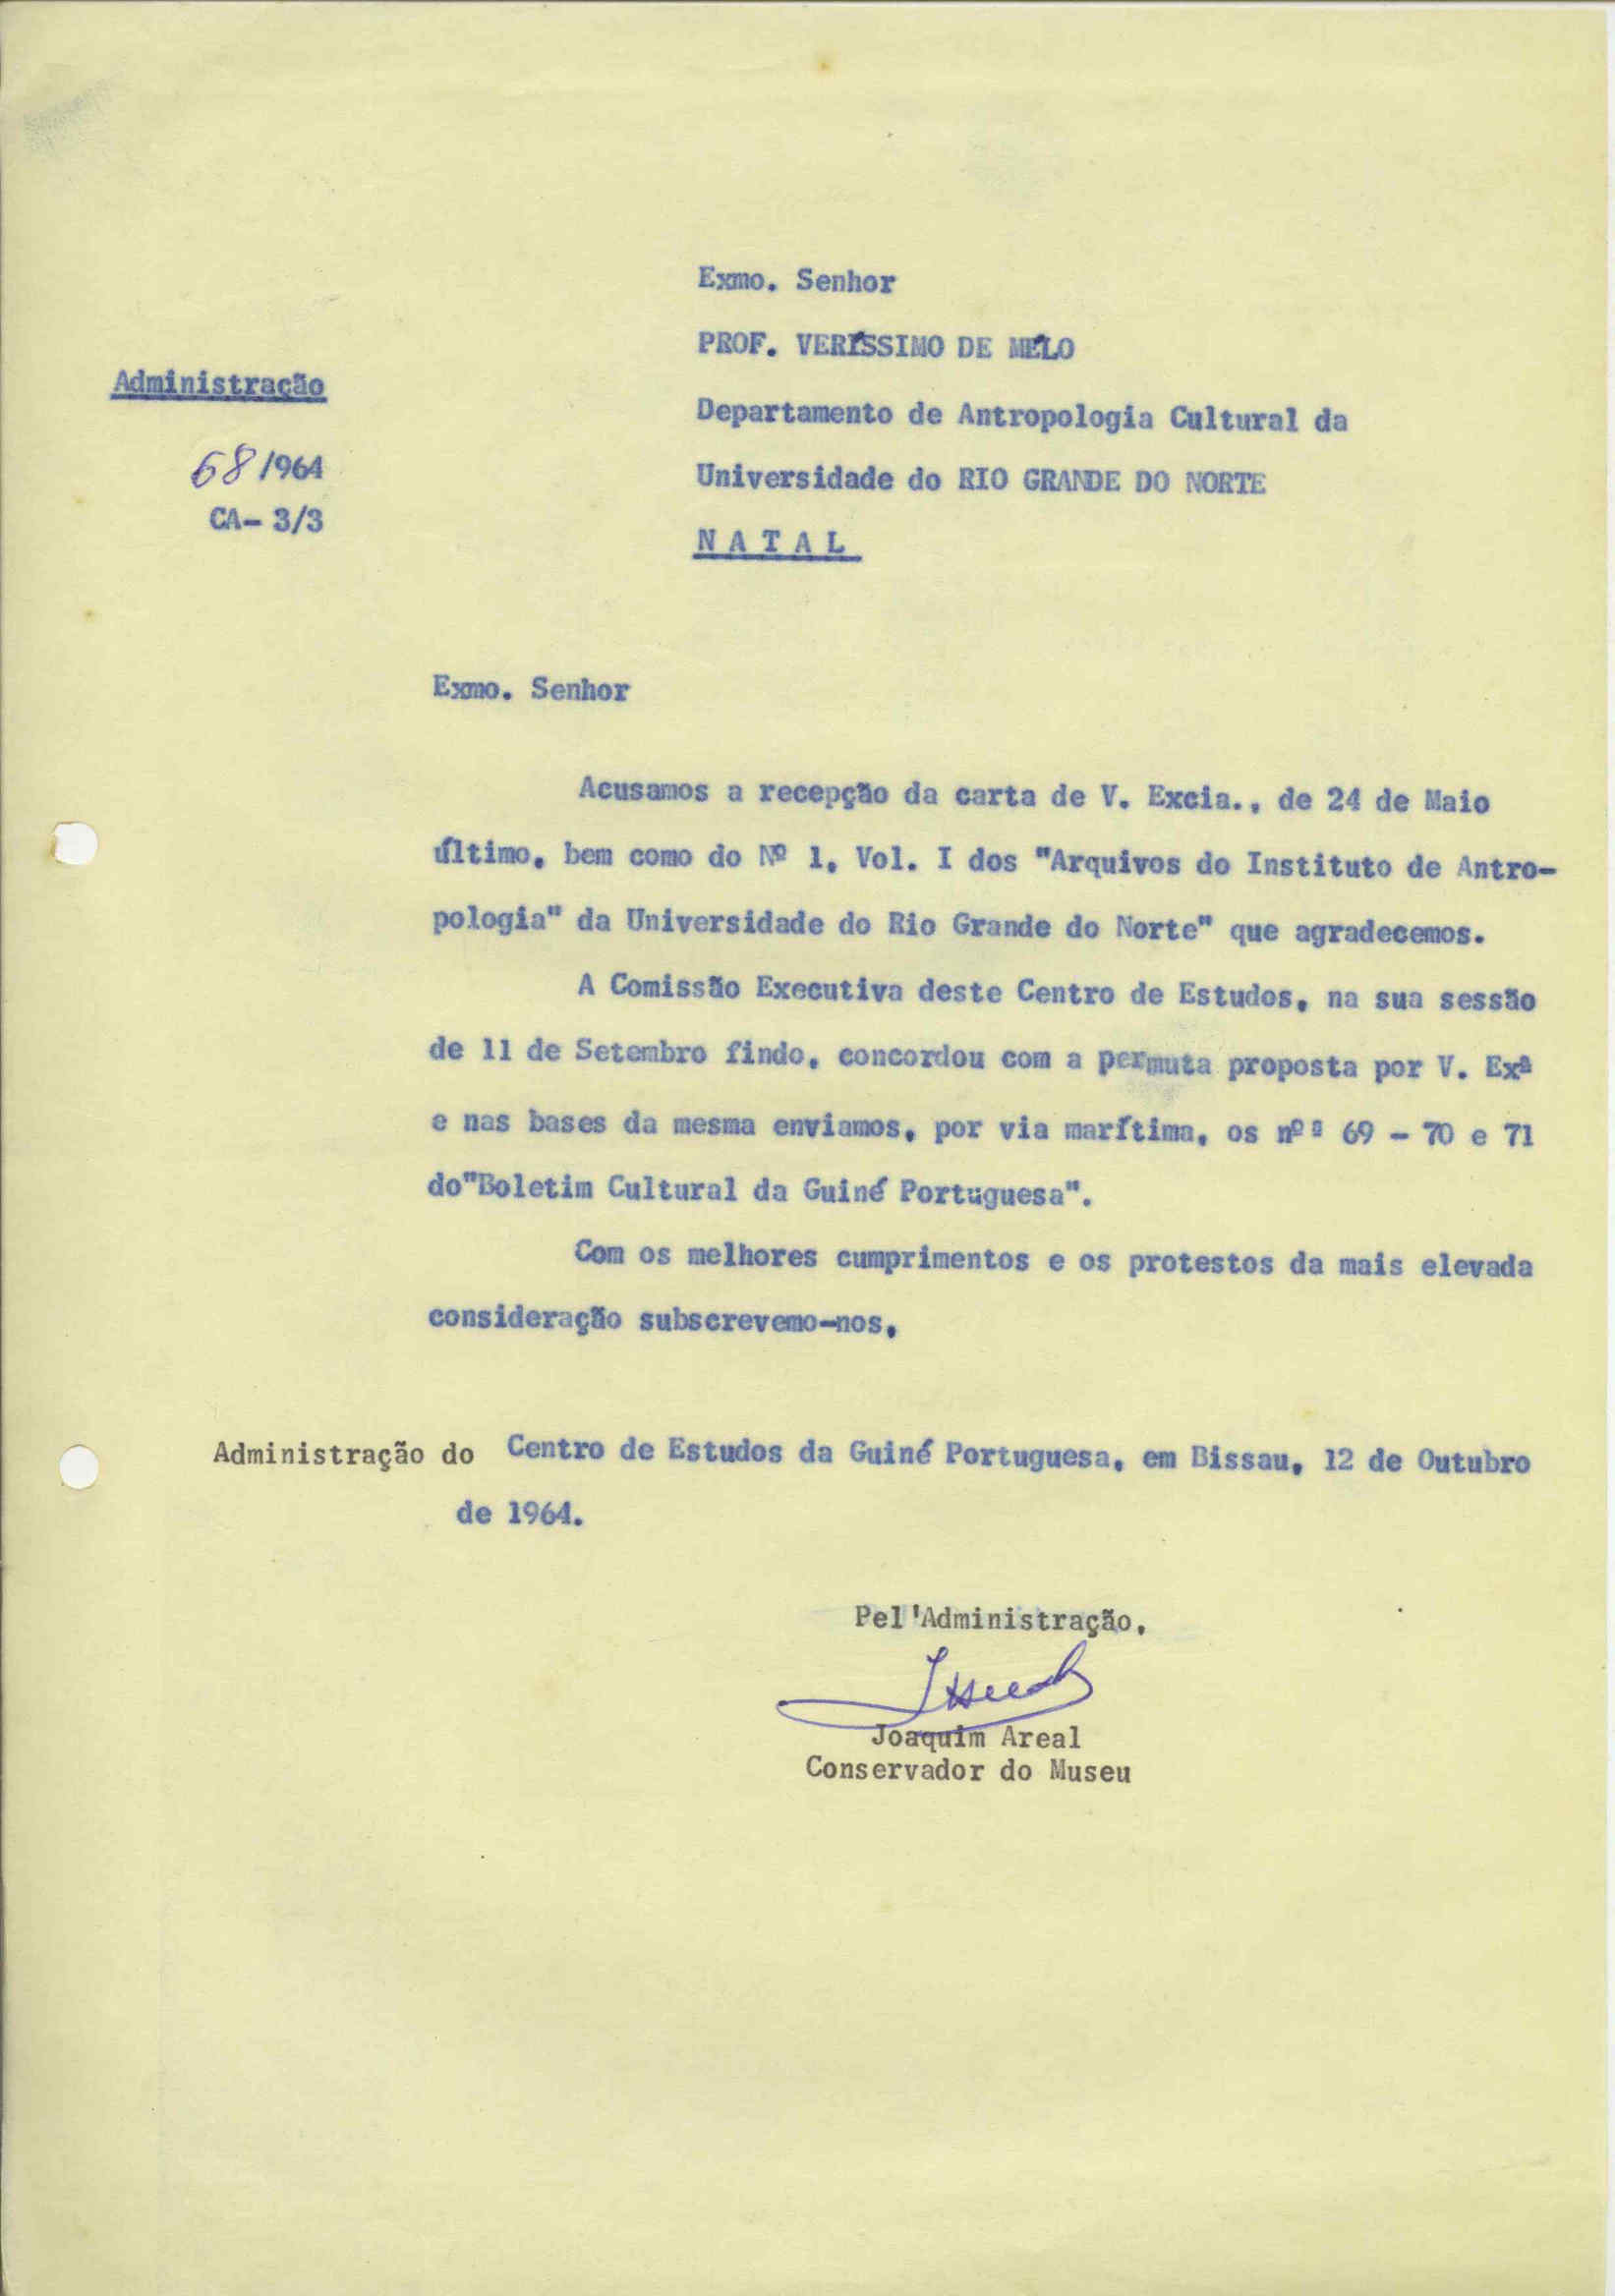 Exmo. Senhor
PROF. VERÍSSIMO DE MÉLO
Administração
Departamento de Antropologia Cultural da
68/964
Universidade do RIO GRANDE DO NORTE
CA- 3/3
N A T A L
Exmo. Senhor
Acusamos a recepção da carta de V. Excia., de 24 de Maio
último, bem como do Nº 1, Vol. I dos "Arquivos do Instituto de Antro-
pologia" da Universidade do Rio Grande do Norte" que agradecemos.
A Comissão Executiva deste Centro de Estudos, na sua sessão
de 11 de Setembro findo, concordou com a permuta proposta por V. Exª
e nas bases da mesma enviamos, por via marítima, os nºs 69 - 70 e 71
do"Boletim Cultural da Guiné Portuguesa".
Com os melhores cumprimentos e os protestos da mais elevada
consideração subscrevemo-nos,
Administração do Centro de Estudos da Guiné Portuguesa, em Bissau, 12 de Outubro
de 1964.
Pel'Administração,
Joaquim Areal
Conservador do Museu